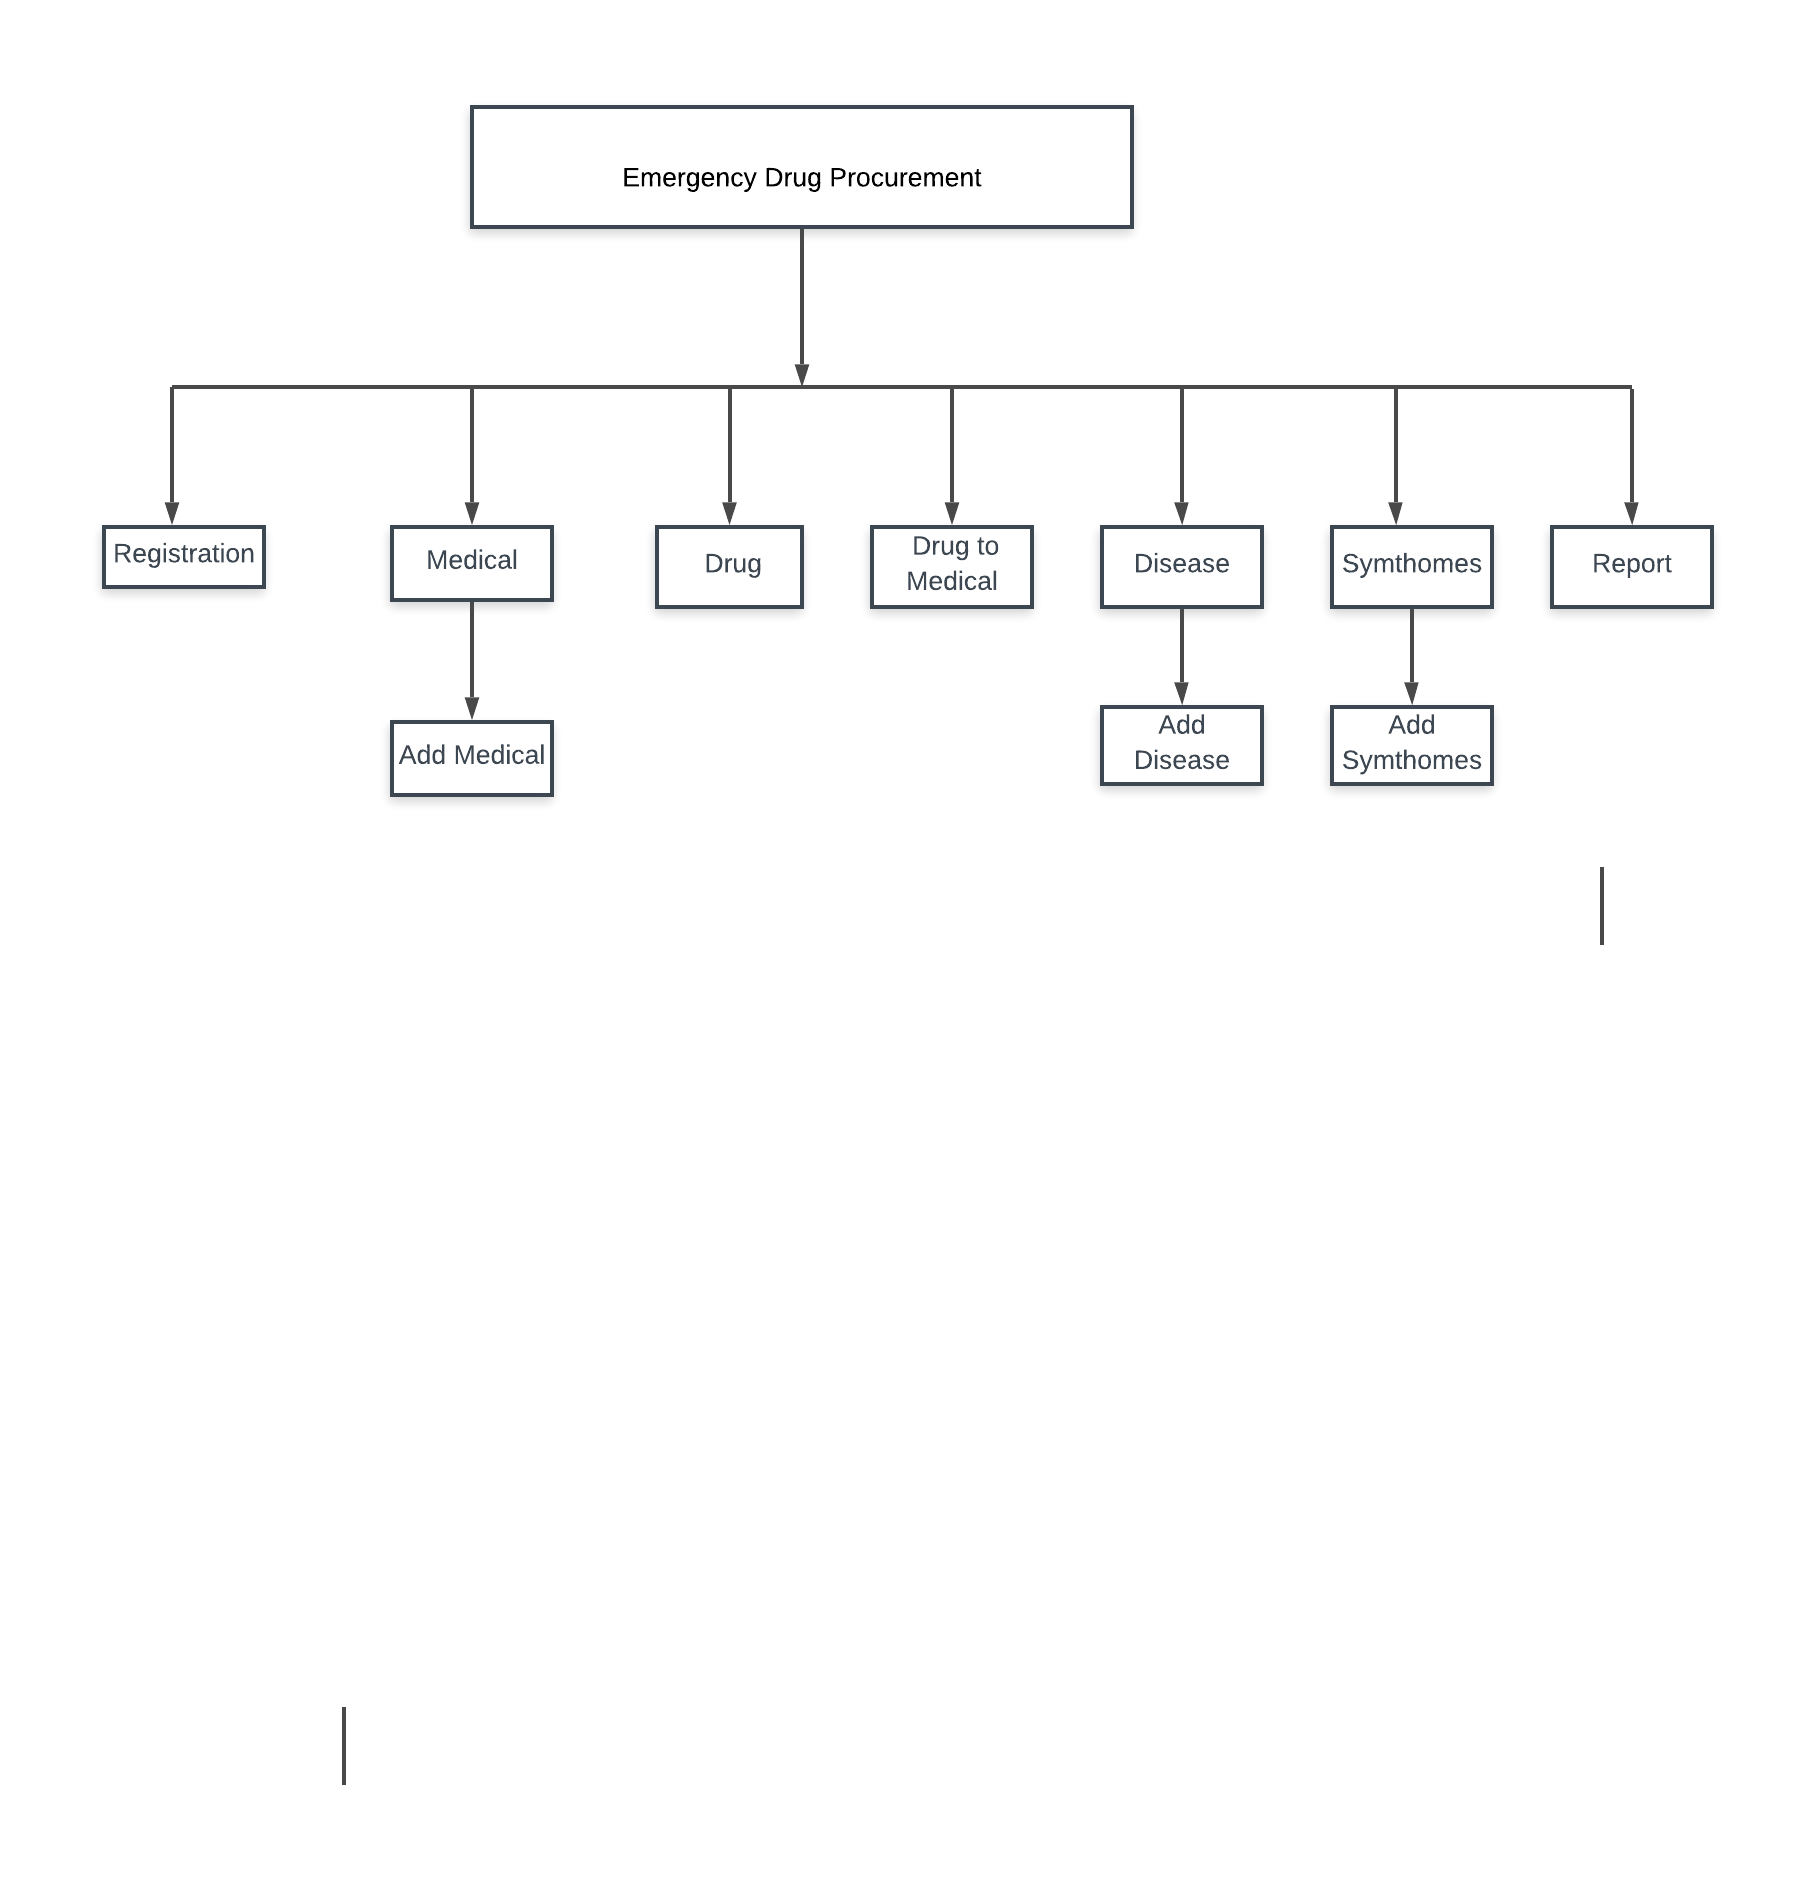 Emergency Drug Procurement
Registration
Medical
Drug
Drug to
Medical
Disease
Symthomes
Report
Add Medical
Add
Disease
Add
Symthomes